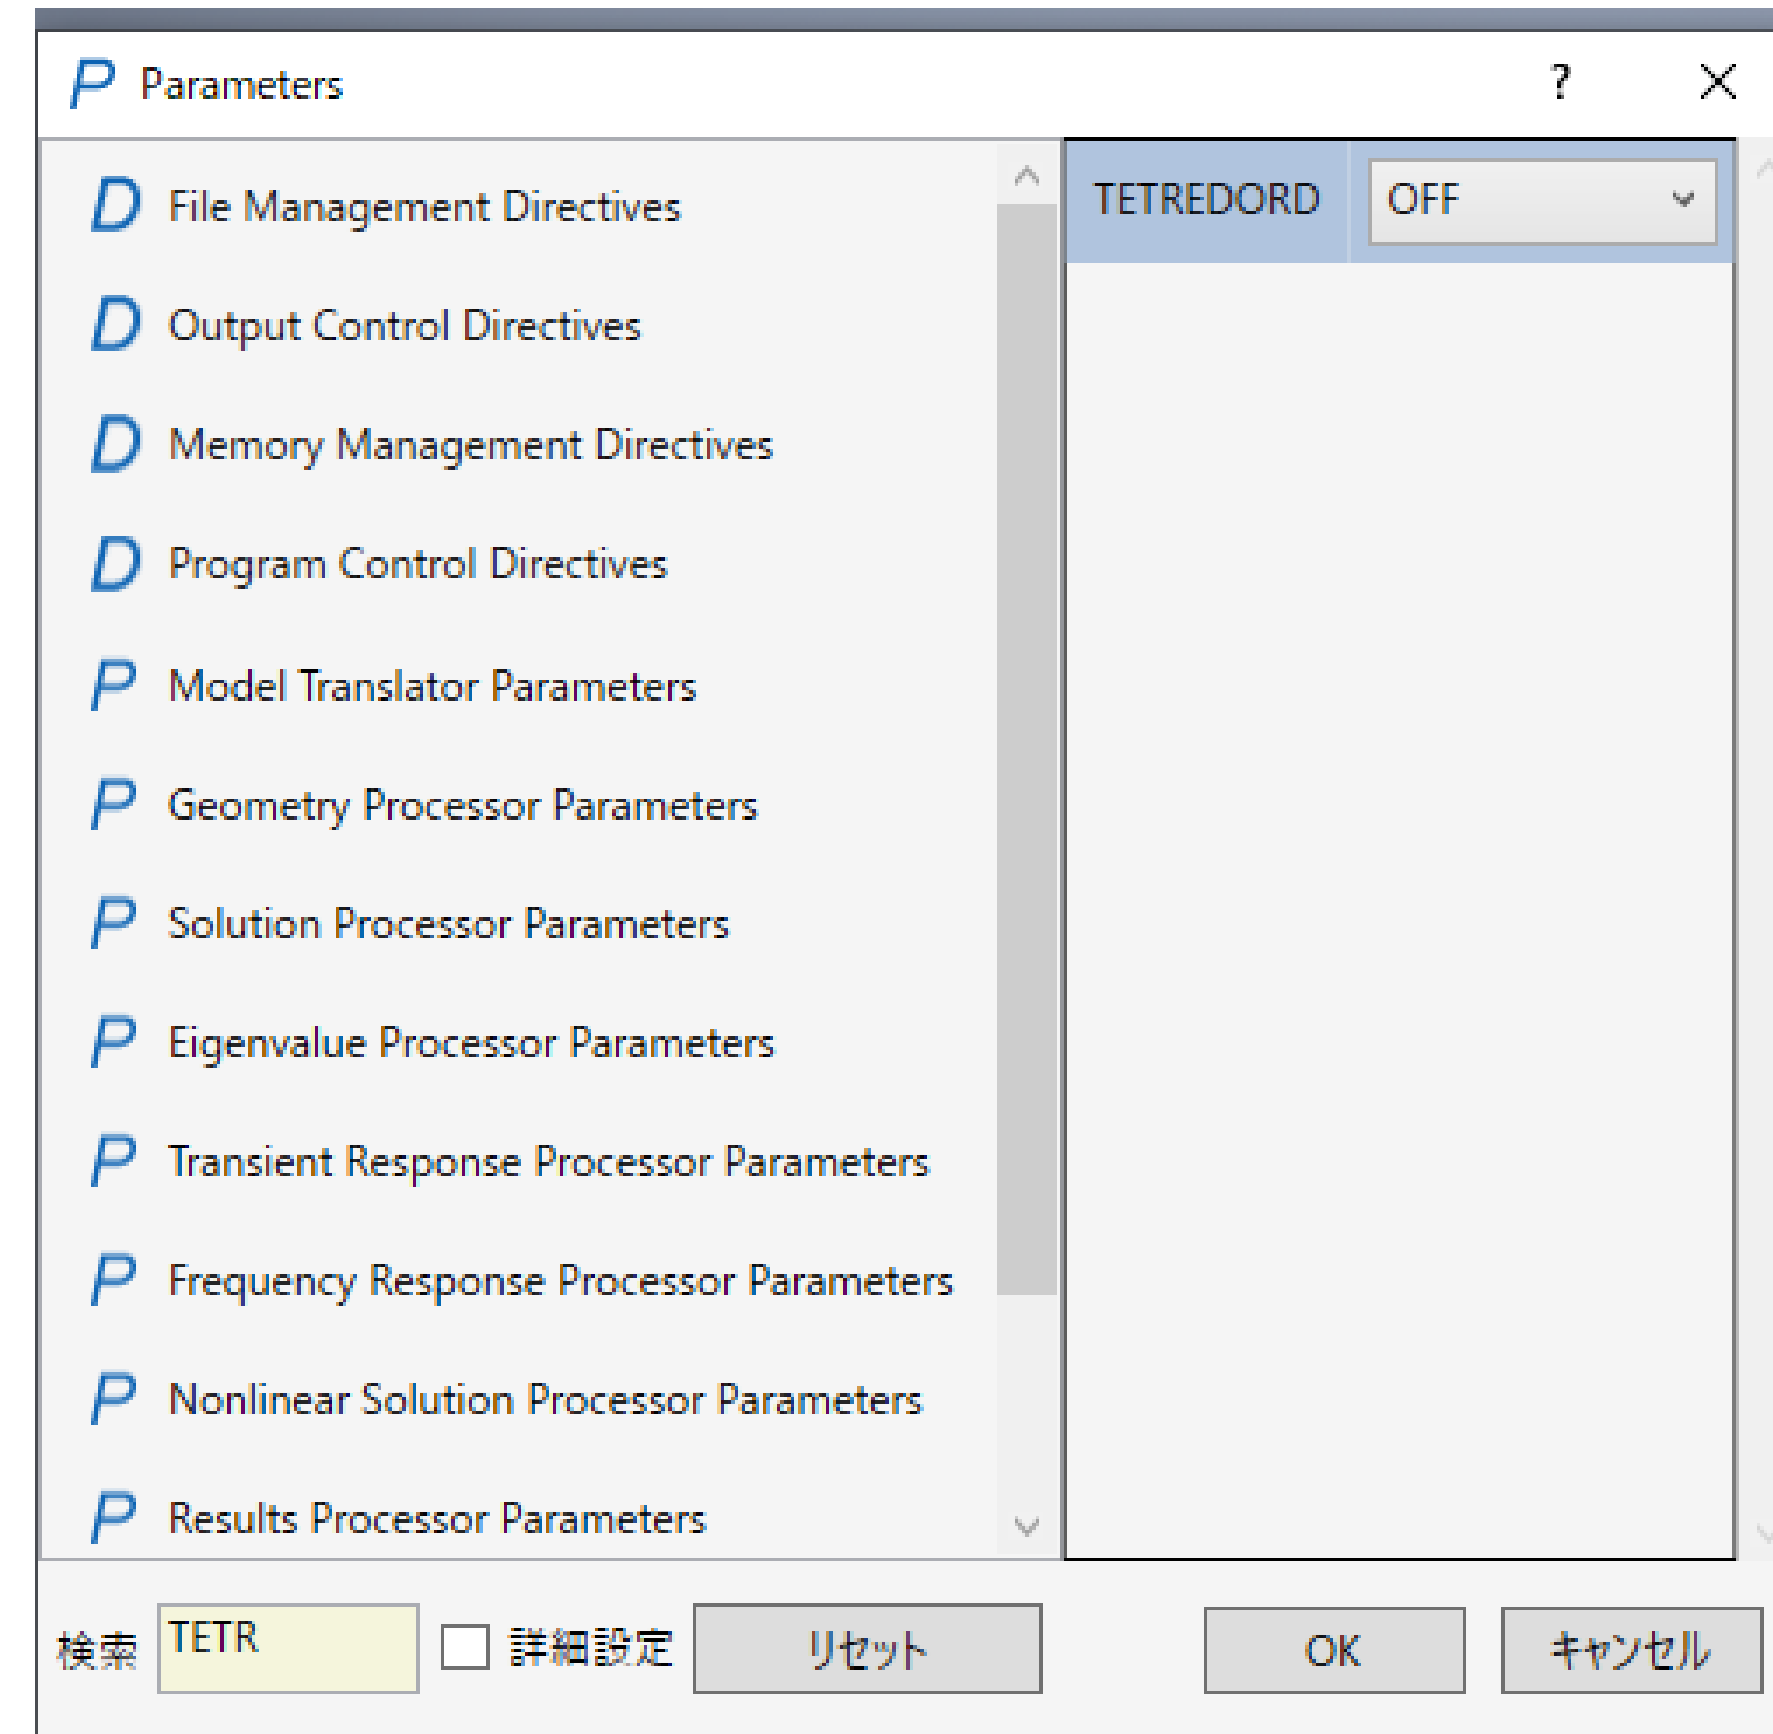 P Parameters ? ×
D File Management Directives
D Output Control Directives
D Memory Management Directives
D Program Control Directives
P Model Translator Parameters
P Geometry Processor Parameters
P Solution Processor Parameters
P Eigenvalue Processor Parameters
P Transient Response Processor Parameters
P Frequency Response Processor Parameters
P Nonlinear Solution Processor Parameters
P Results Processor Parameters
TETREDORD OFF
検索 TETR 詳細設定 リセット OK キャンセル